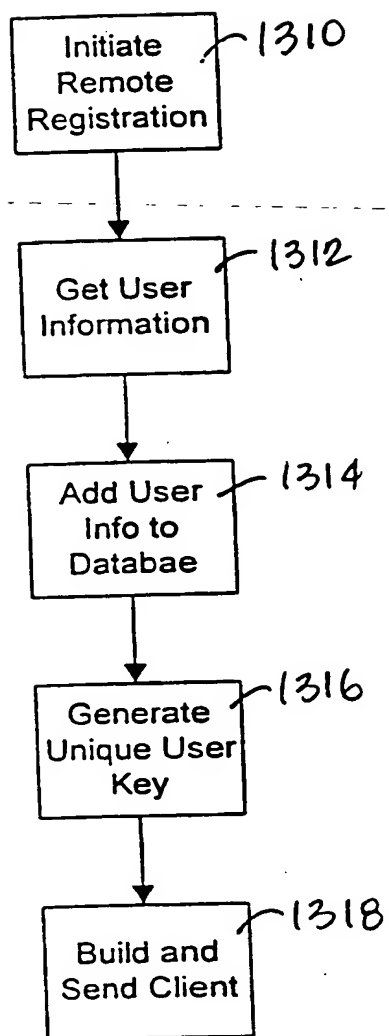 Initiate
Remote
Registration
1310
Get User
Information
1312
Add User
Info to
Databae
1314
Generate
Unique User
Key
1316
Build and
Send Client
1318